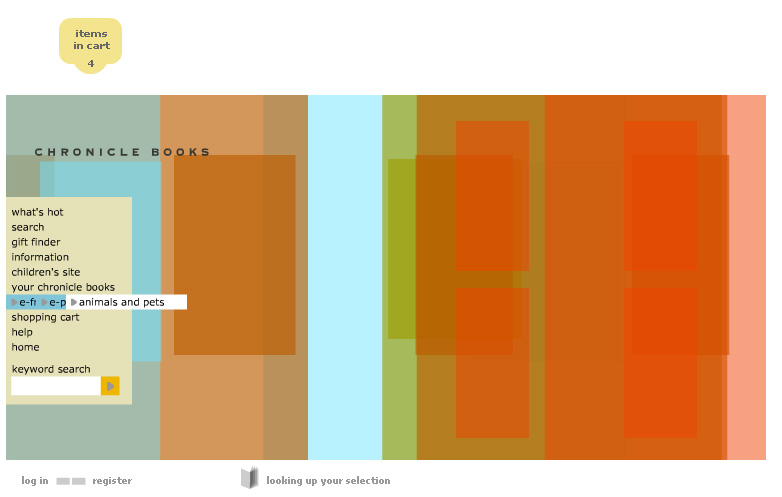 items
in cart
4
CHRONICLE BOOKS
what's hot
search
gift finder
information
children's site
your chronicle books
animals and pets
shopping cart
help
home
keyword search
log in register
looking up your selection